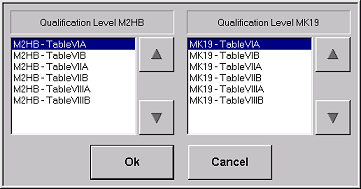 Qualification Level M2HB
M2HB - TableVIA
M2HB - TableVIB
M2HB - TableVIIA
M2HB - TableVIIB
M2HB - TableVIIIA
M2HB - TableVIIIB
Qualification Level MK19
MK19 - TableVIA
MK19 - TableVIB
MK19 - TableVIIA
MK19 - TableVIIB
MK19 - TableVIIIA
MK19 - TableVIIIB
Ok
Cancel